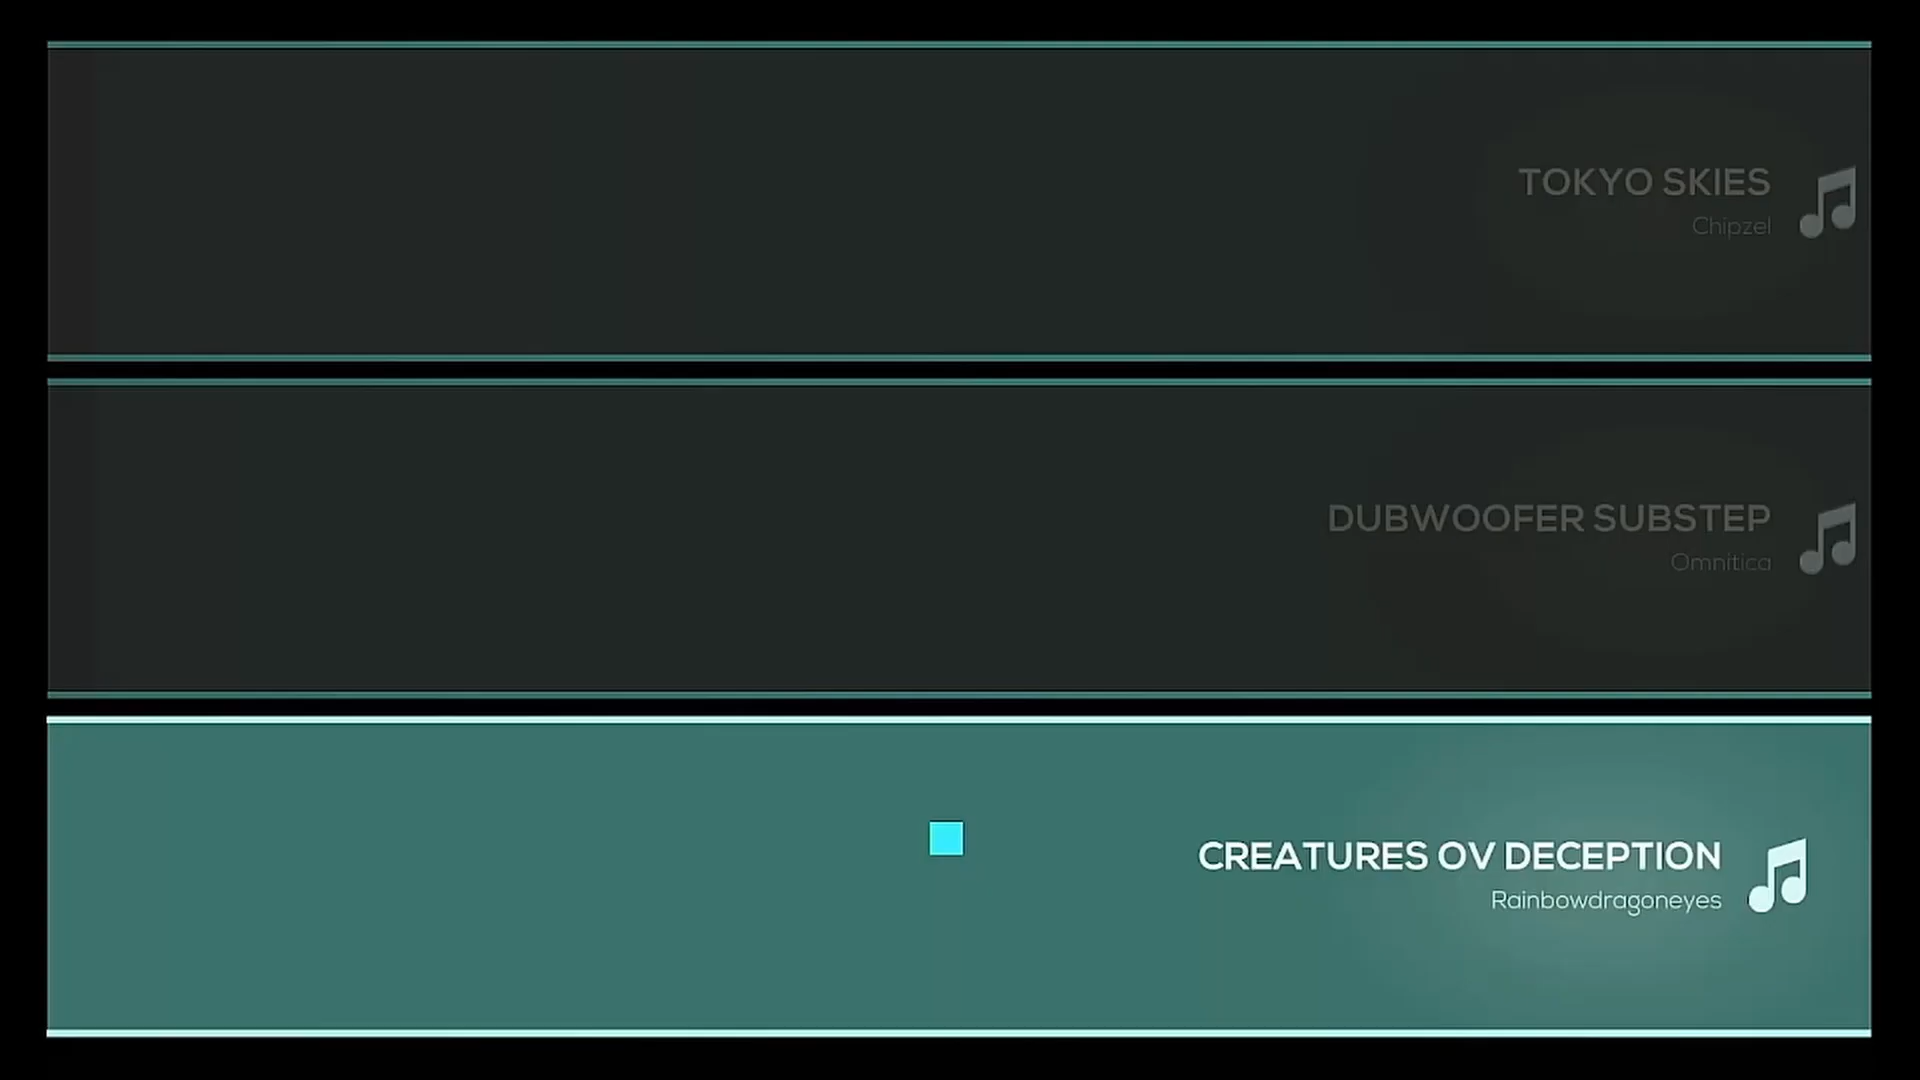 TOKYO SKIES
Chipzel
DUBWOOFER SUBSTEP
Omnitica
CREATURES OV DECEPTION
Rainbowdragoneyes